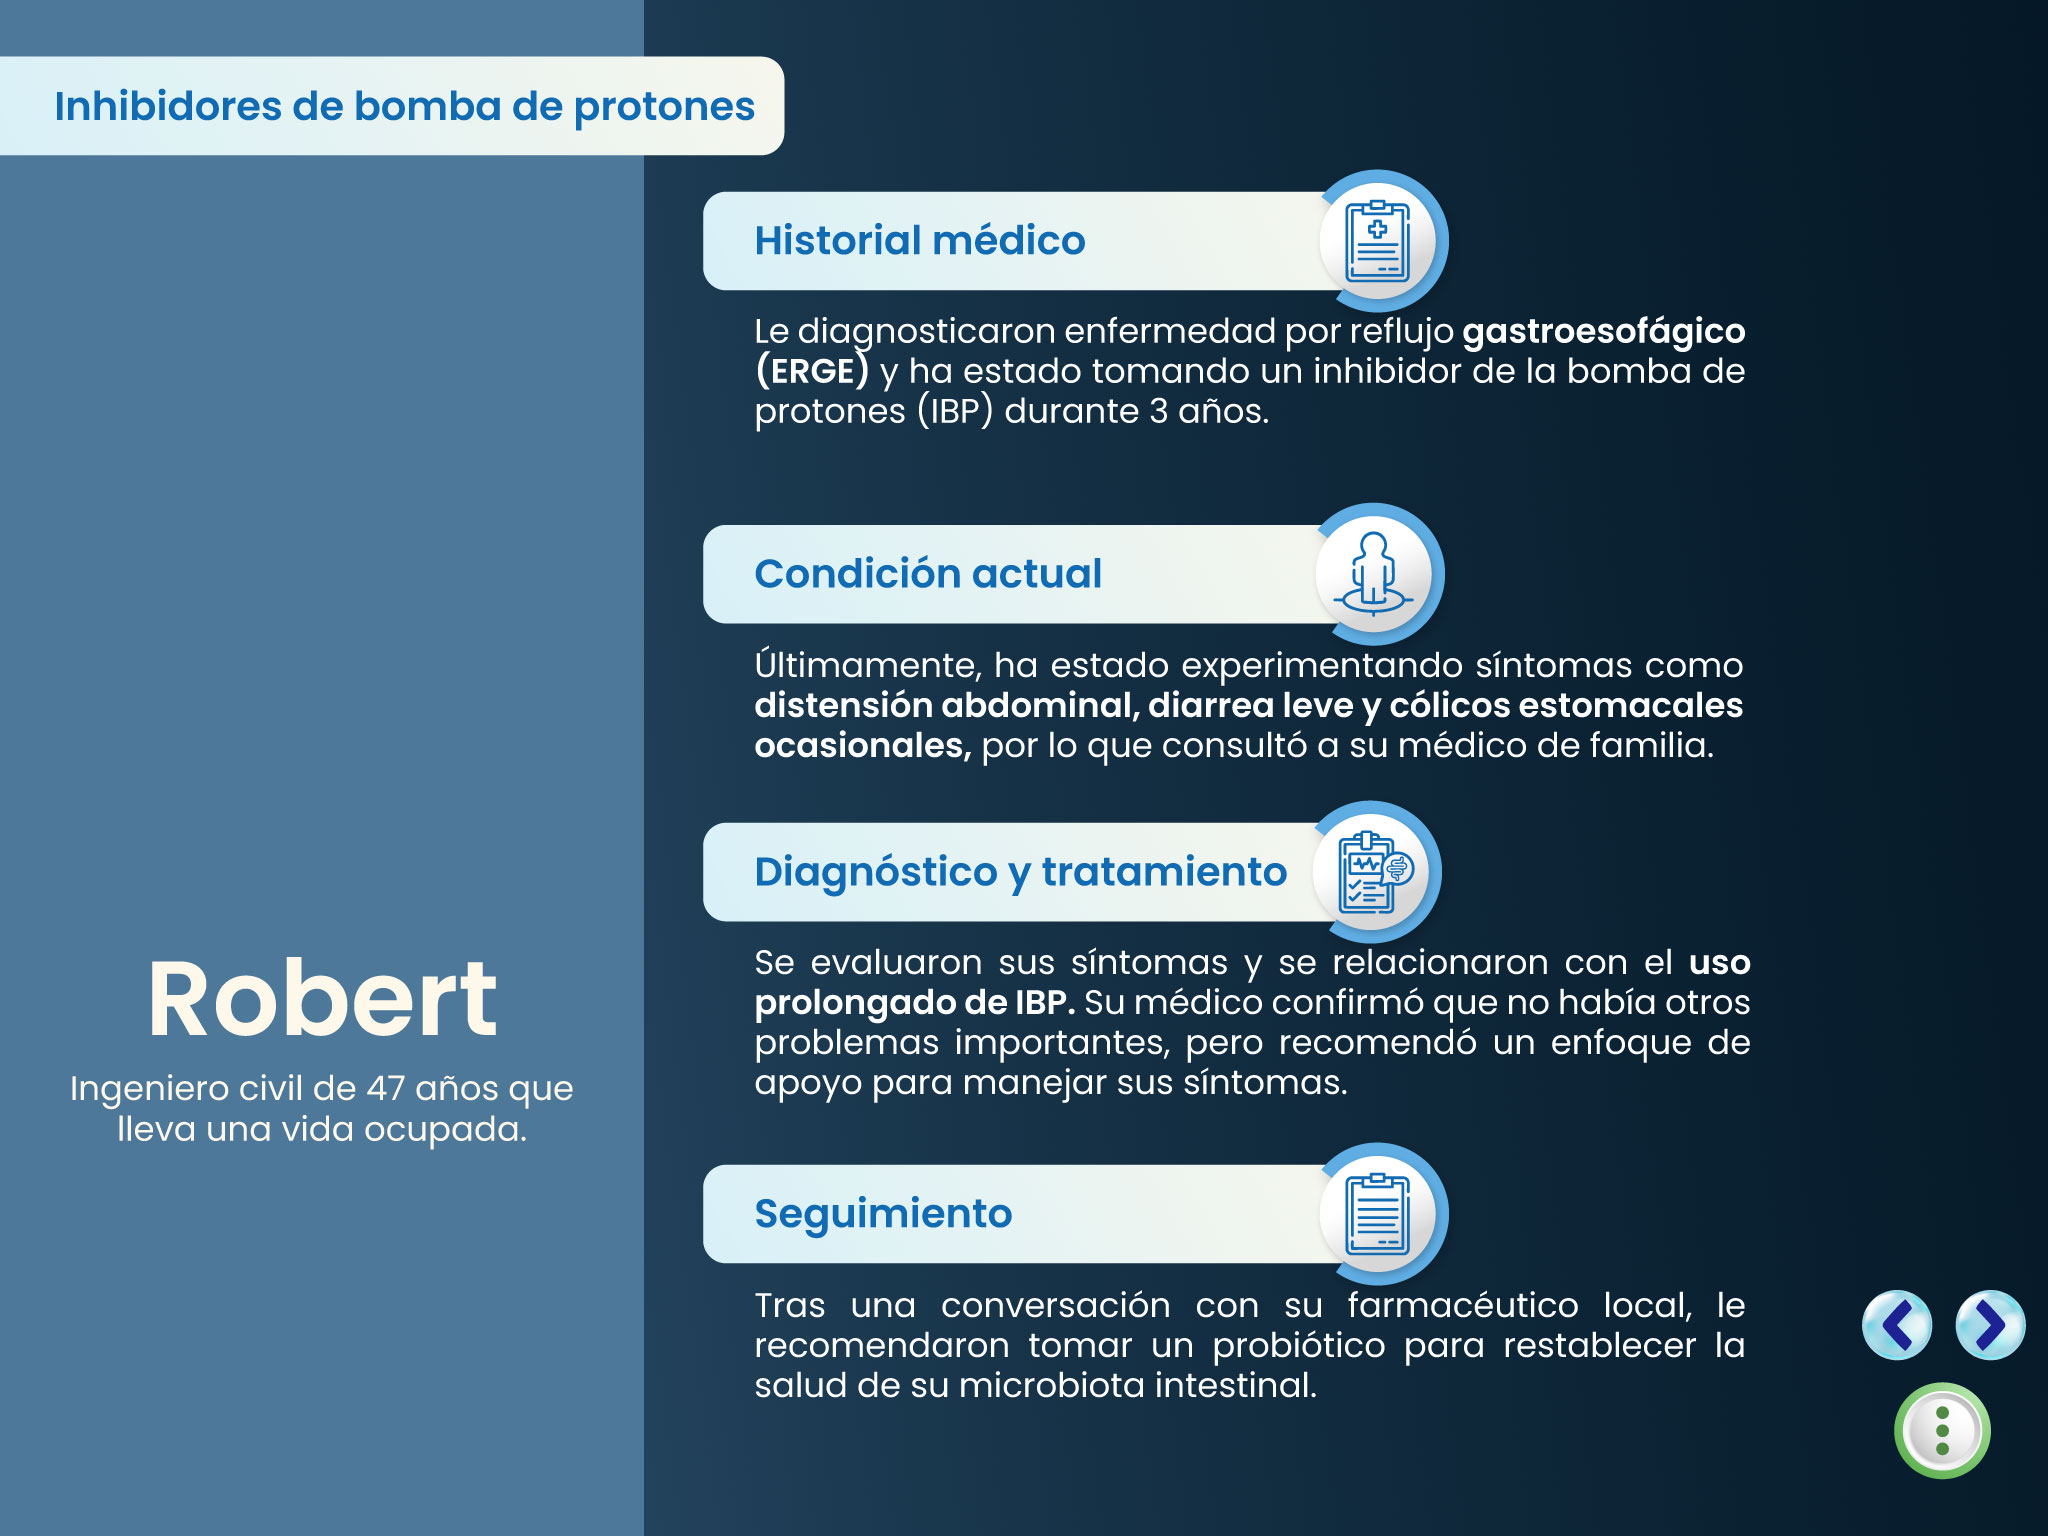 Inhibidores de bomba de protones
Historial médico
Le diagnosticaron enfermedad por reflujo gastroesofágico
(ERGE) y ha estado tomando un inhibidor de la bomba de
protones (IBP) durante 3 años.
Condición actual
Últimamente, ha estado experimentando síntomas como
distensión abdominal, diarrea leve y cólicos estomacales
ocasionales, por lo que consultó a su médico de familia.
Diagnóstico y tratamiento
Se evaluaron sus síntomas y se relacionaron con el uso
prolongado de IBP. Su médico confirmó que no había otros
problemas importantes, pero recomendó un enfoque de
apoyo para manejar sus síntomas.
Seguimiento
Tras una conversación con su farmacéutico local, le
recomendaron tomar un probiótico para restablecer la
salud de su microbiota intestinal.
Robert
Ingeniero civil de 47 años que
lleva una vida ocupada.